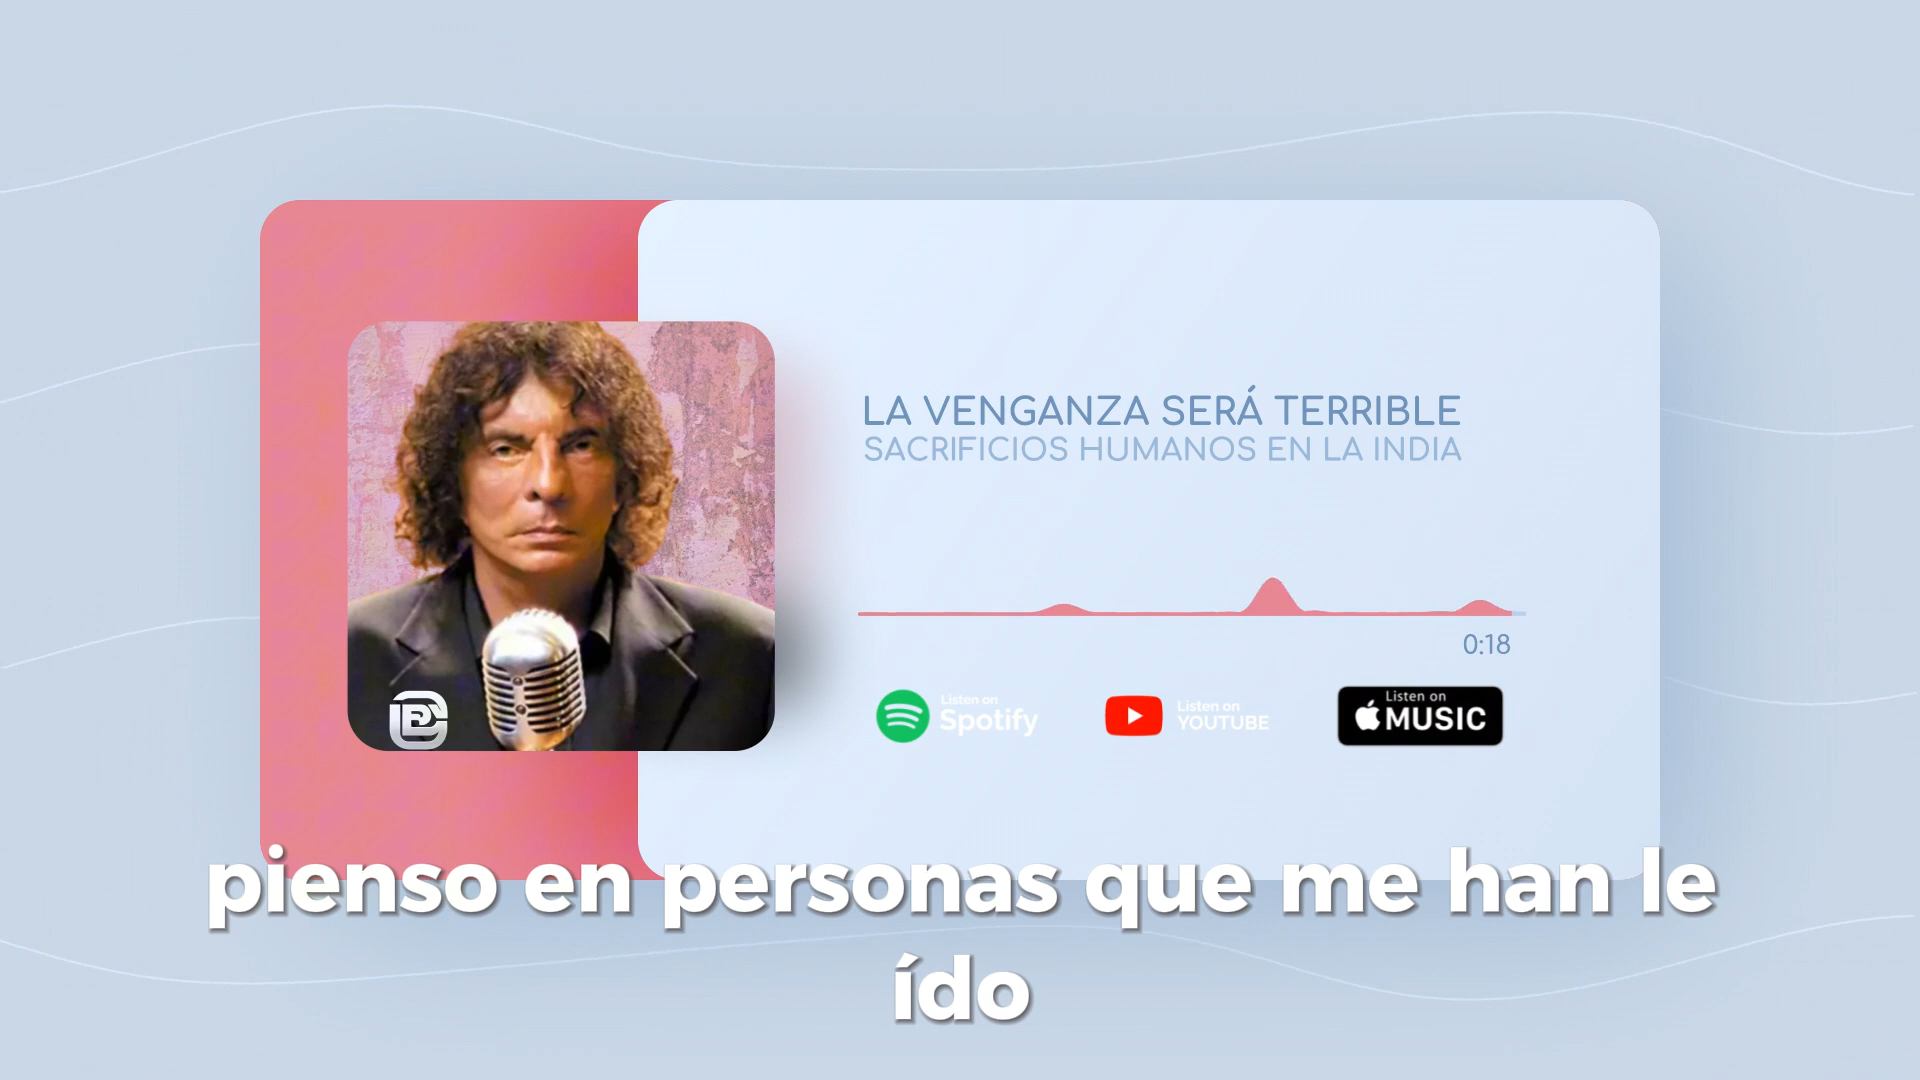 LA VENGANZA SERÁ TERRIBLE
SACRIFICIOS HUMANOS EN LA INDIA
0:18
Listen on
Spotify
Listen on
YOUTUBE
Listen on
MUSIC
pienso en personas que me han le
ído